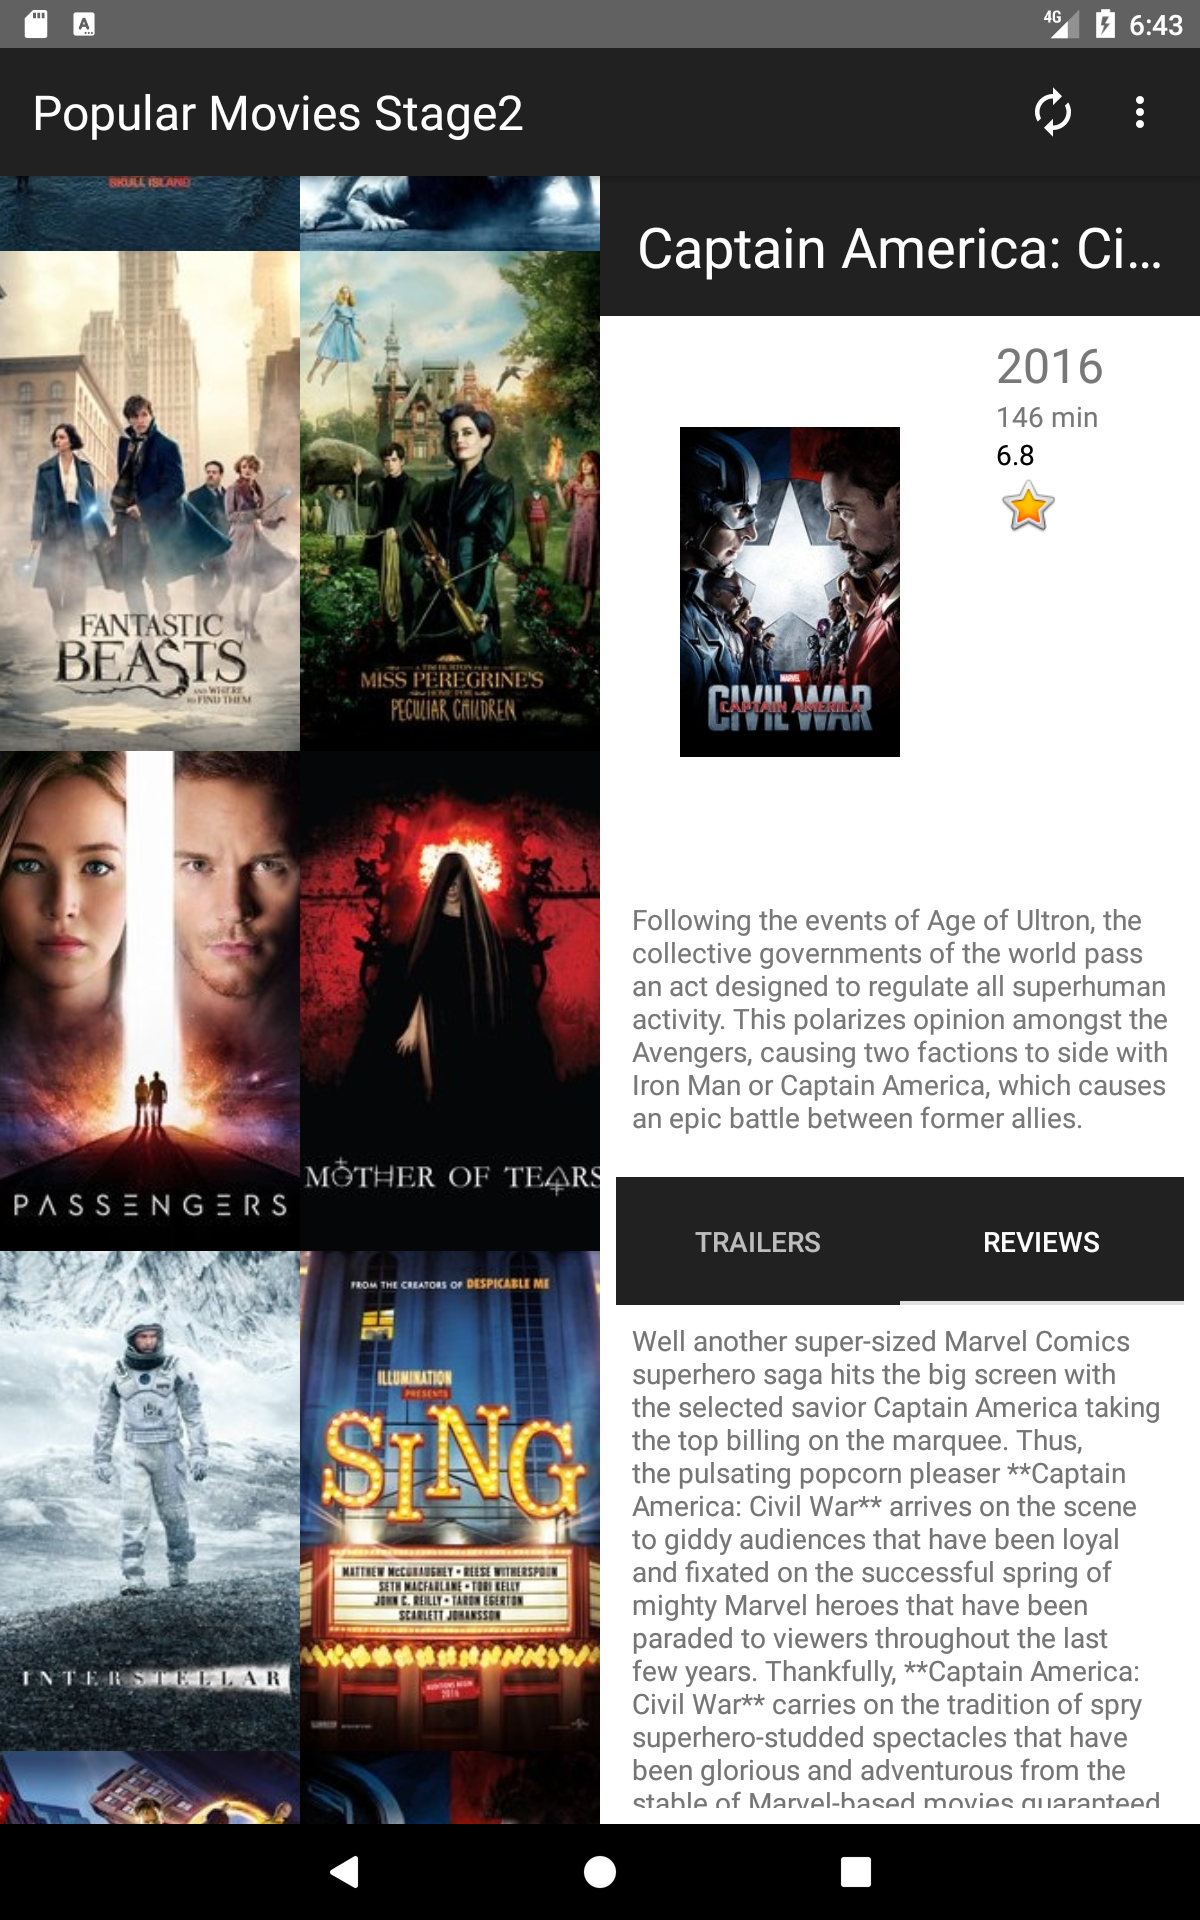 4G 6:43
Popular Movies Stage2
SKULL ISLAND
FANTASTIC
BEASTS
AND WHERE
TO FIND THEM
A TIM BURTON FILM
MISS PEREGRINE'S
HOME FOR
PECULIAR CHILDREN
PASSENGERS
MOTHER OF TEARS
INTERSTELLAR
FROM THE CREATORS OF DESPICABLE ME
ILLUMINATION
PRESENTS
SING
MATTHEW McCONAUGHEY • REESE WITHERSPOON
SETH MACFARLANE • TORI KELLY
JOHN C. REILLY • TARON EGERTON
SCARLETT JOHANSSON
AUDITIONS BEGIN
2016
Captain America: Ci...
2016
146 min
6.8
MARVEL
CIVIL WAR
CAPTAIN AMERICA
Following the events of Age of Ultron, the
collective governments of the world pass
an act designed to regulate all superhuman
activity. This polarizes opinion amongst the
Avengers, causing two factions to side with
Iron Man or Captain America, which causes
an epic battle between former allies.
TRAILERS REVIEWS
Well another super-sized Marvel Comics
superhero saga hits the big screen with
the selected savior Captain America taking
the top billing on the marquee. Thus,
the pulsating popcorn pleaser **Captain
America: Civil War** arrives on the scene
to giddy audiences that have been loyal
and fixated on the successful spring of
mighty Marvel heroes that have been
paraded to viewers throughout the last
few years. Thankfully, **Captain America:
Civil War** carries on the tradition of spry
superhero-studded spectacles that have
been glorious and adventurous from the
stable of Marvel-based movies guaranteed